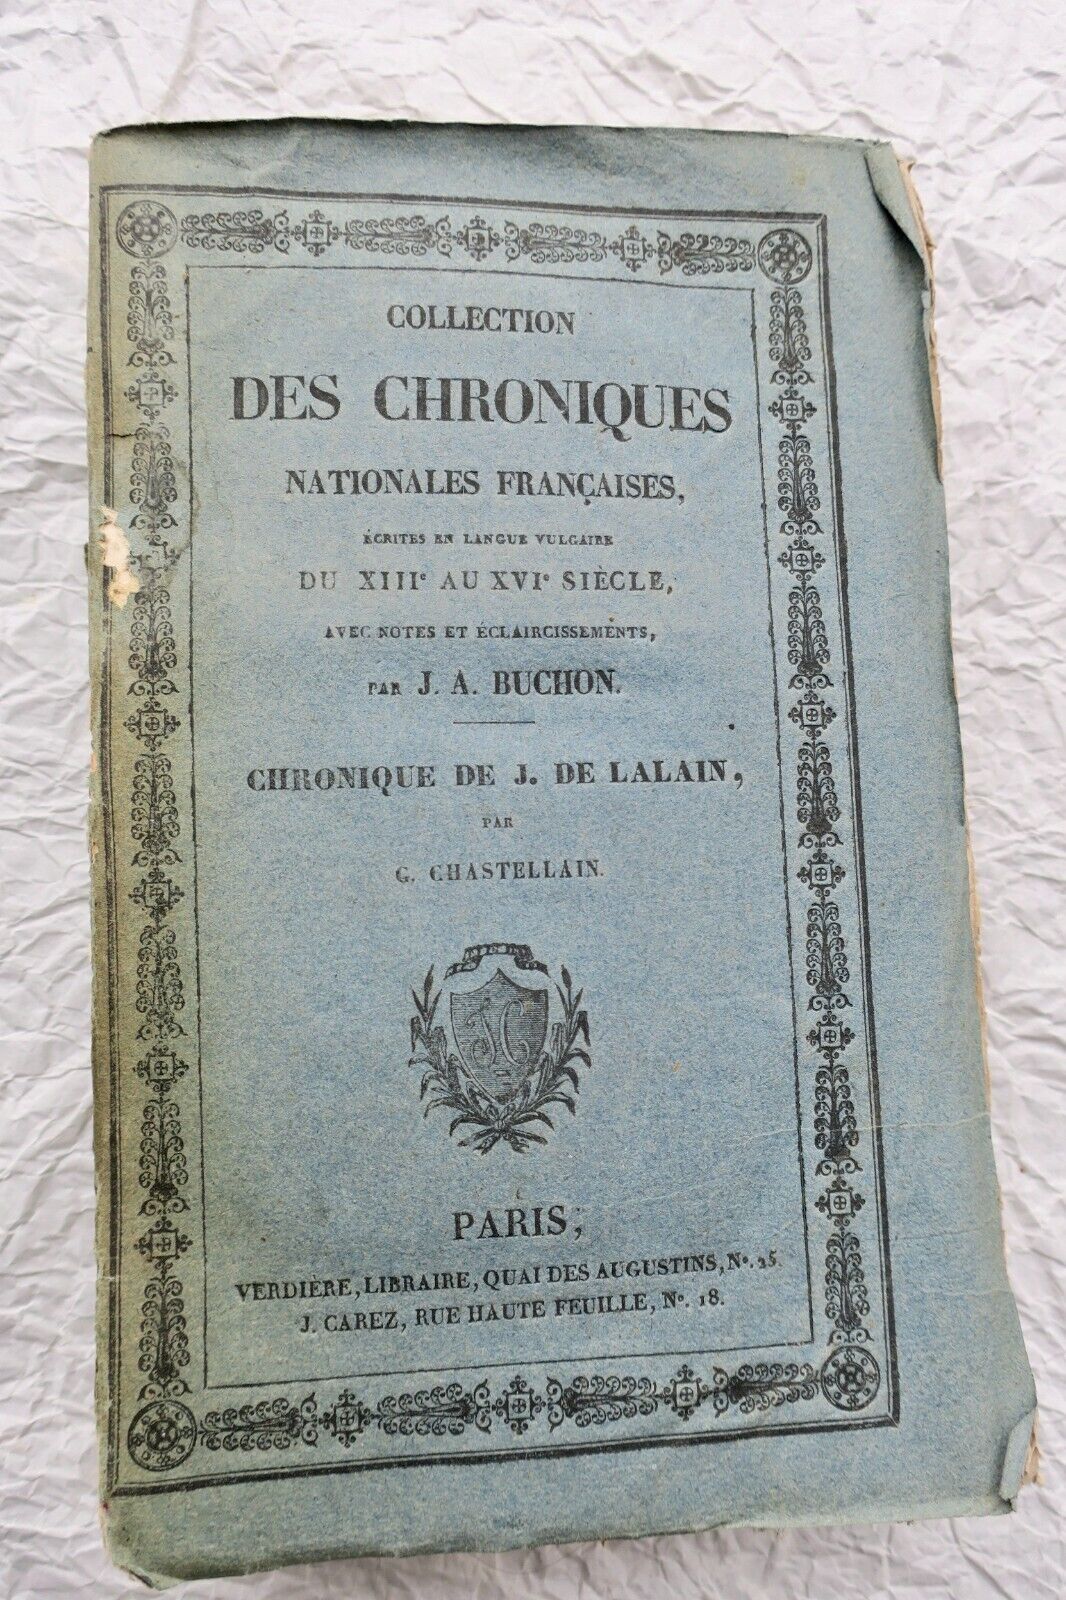 COLLECTION
DES CHRONIQUES
NATIONALES FRANÇAISES,
ÉCRITES EN LANGUE VULGAIRE
DU XIIIe AU XVIe SIÈCLE,
AVEC NOTES ET ÉCLAIRCISSEMENTS,
PAR J. A. BUCHON.
CHRONIQUE DE J. DE LALAIN,
PAR
G. CHASTELLAIN.
PARIS,
VERDIÈRE, LIBRAIRE, QUAI DES AUGUSTINS, No. 25.
J. CAREZ, RUE HAUTE FEUILLE, No. 18.